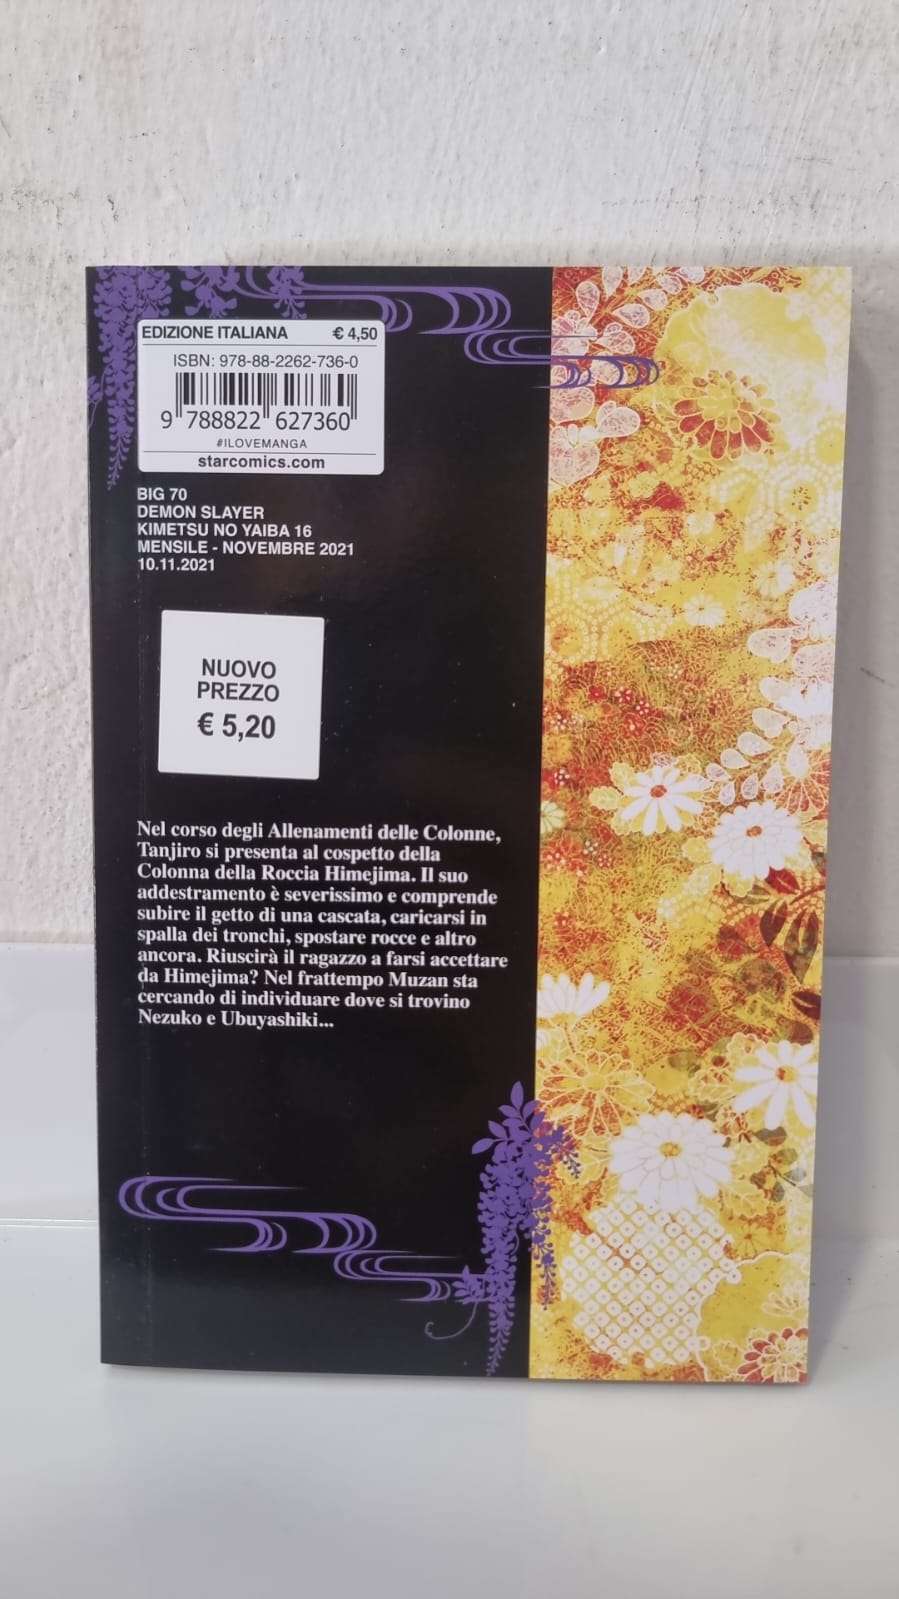 EDIZIONE ITALIANA € 4,50
ISBN: 978-88-2262-736-0
9 788822 627360
#ILOVEMANGA
starcomics.com
BIG 70
DEMON SLAYER
KIMETSU NO YAIBA 16
MENSILE - NOVEMBRE 2021
10.11.2021
NUOVO
PREZZO
€ 5,20
Nel corso degli Allenamenti delle Colonne,
Tanjiro si presenta al cospetto della
Colonna della Roccia Himejima. Il suo
addestramento è severissimo e comprende
subire il getto di una cascata, caricarsi in
spalla dei tronchi, spostare rocce e altro
ancora. Riuscirà il ragazzo a farsi accettare
da Himejima? Nel frattempo Muzan sta
cercando di individuare dove si trovino
Nezuko e Ubuyashiki...